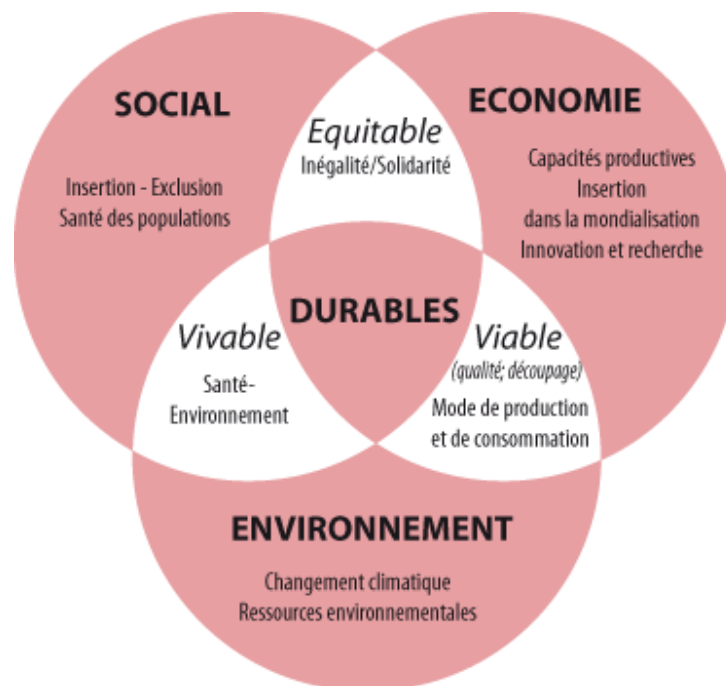 SOCIAL
Insertion - Exclusion
Santé des populations
Equitable
Inégalité/Solidarité
ECONOMIE
Capacités productives
Insertion
dans la mondialisation
Innovation et recherche
DURABLES
Vivable
Santé-
Environnement
Viable
(qualité; découpage)
Mode de production
et de consommation
ENVIRONNEMENT
Changement climatique
Ressources environnementales